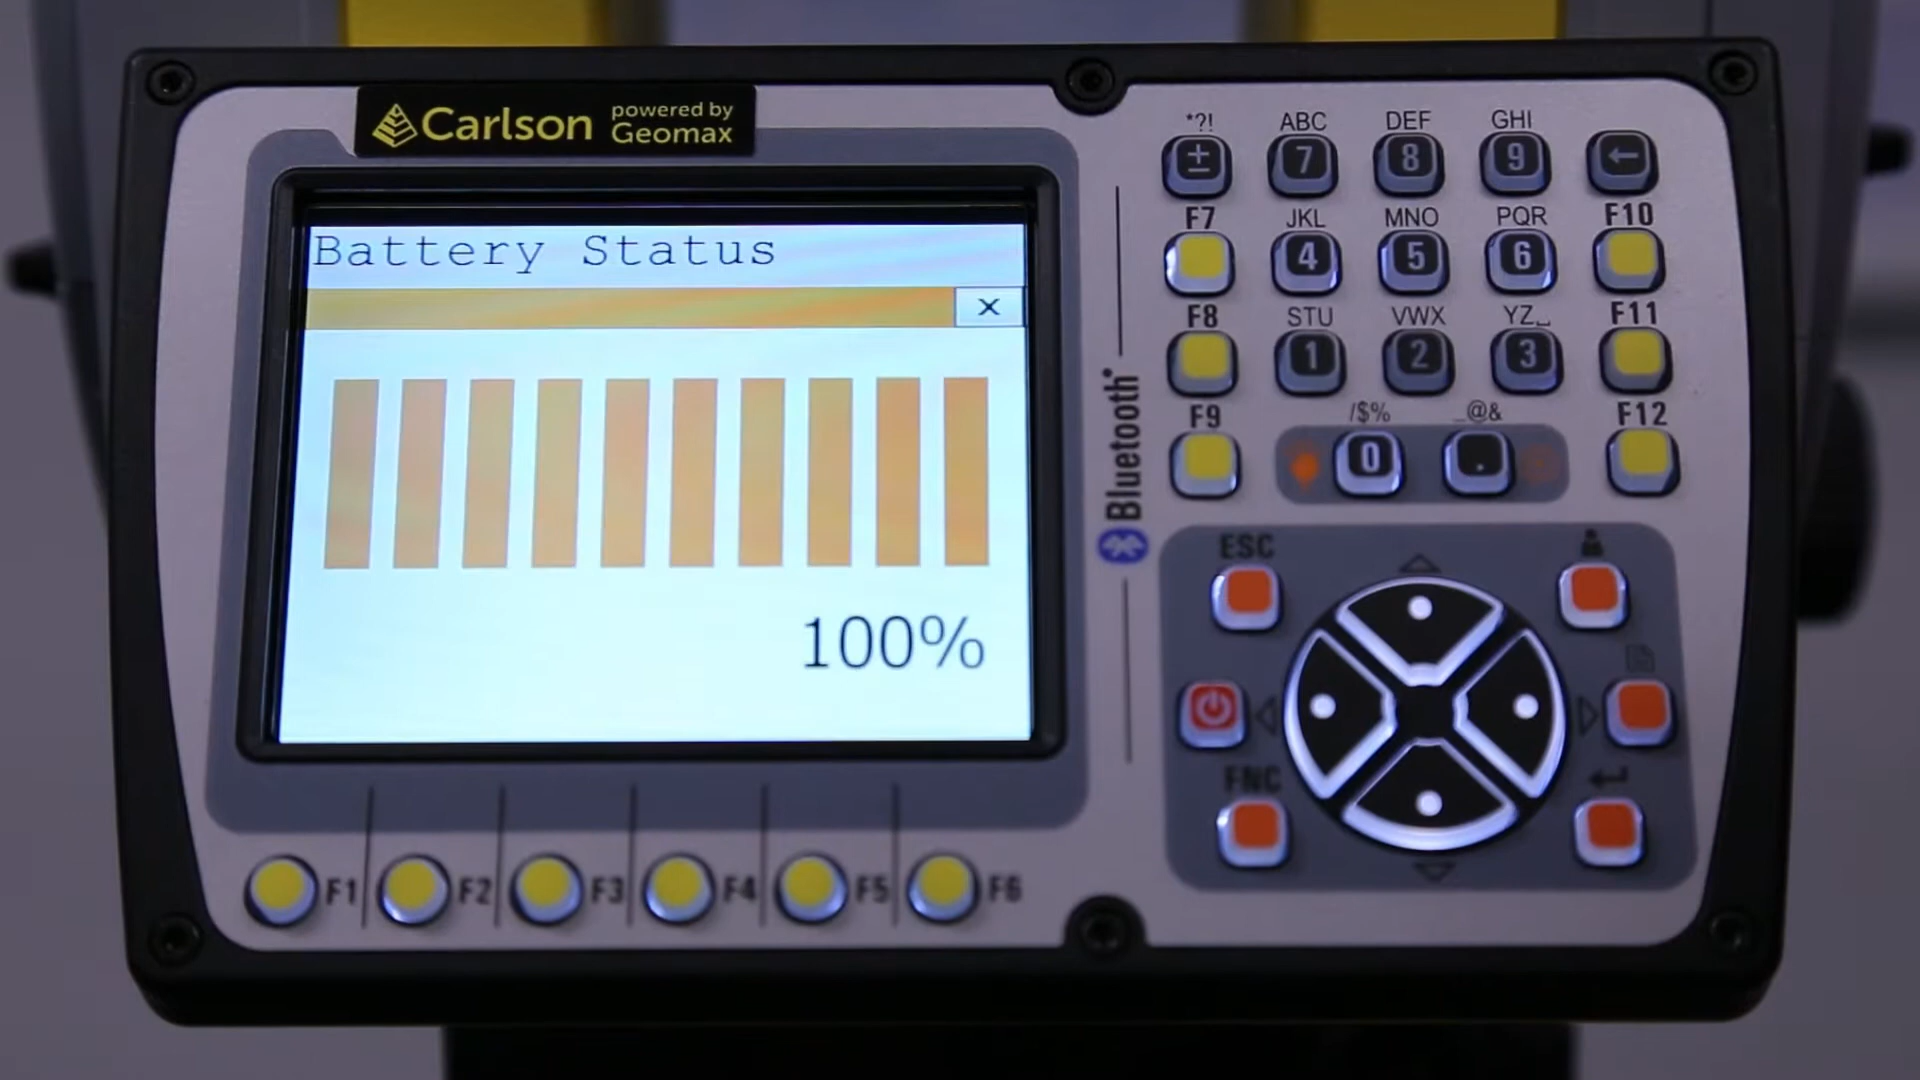 Carlson powered by
Geomax
Battery Status
×
100%
Bluetooth
*?! ABC DEF GHI
± 7 8 9 ←
F7 JKL MNO PQR F10
4 5 6
F8 STU VWX YZ⎵ F11
1 2 3
F9 /$% _@& F12
0 .
ESC
FNC
F1 F2 F3 F4 F5 F6